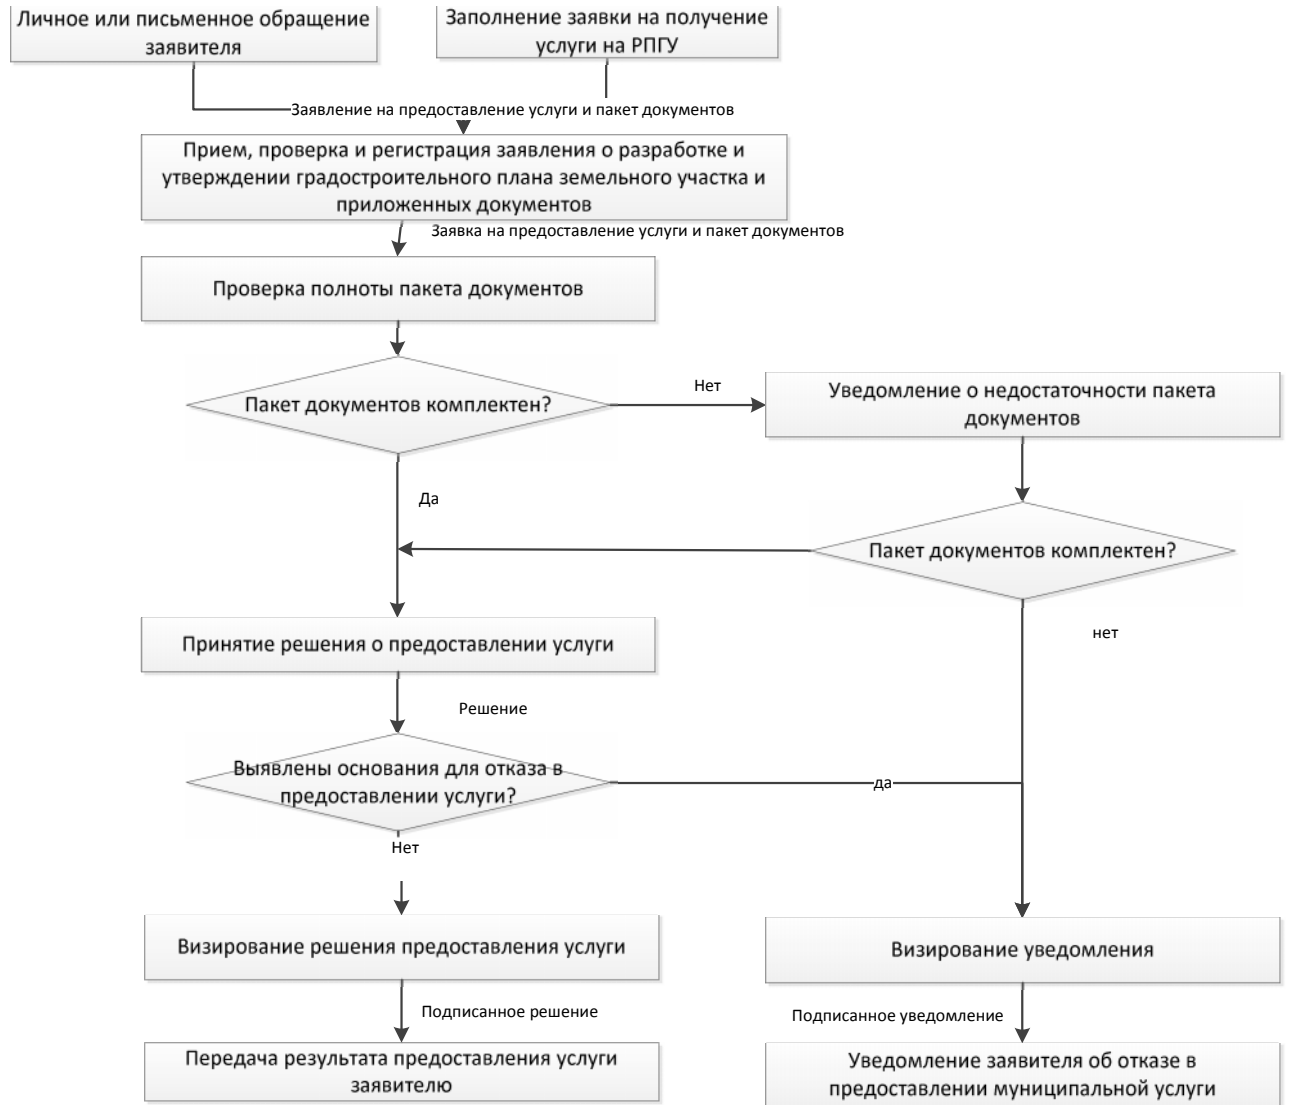 Личное или письменное обращение
заявителя
Заполнение заявки на получение
услуги на РПГУ
Заявление на предоставление услуги и пакет документов
Прием, проверка и регистрация заявления о разработке и
утверждении градостроительного плана земельного участка и
приложенных документов
Заявка на предоставление услуги и пакет документов
Проверка полноты пакета документов
Пакет документов комплектен?
Нет
Уведомление о недостаточности пакета
документов
Да
Пакет документов комплектен?
нет
Принятие решения о предоставлении услуги
Решение
Выявлены основания для отказа в
предоставлении услуги?
да
Нет
Визирование решения предоставления услуги
Визирование уведомления
Подписанное решение
Подписанное уведомление
Передача результата предоставления услуги
заявителю
Уведомление заявителя об отказе в
предоставлении муниципальной услуги